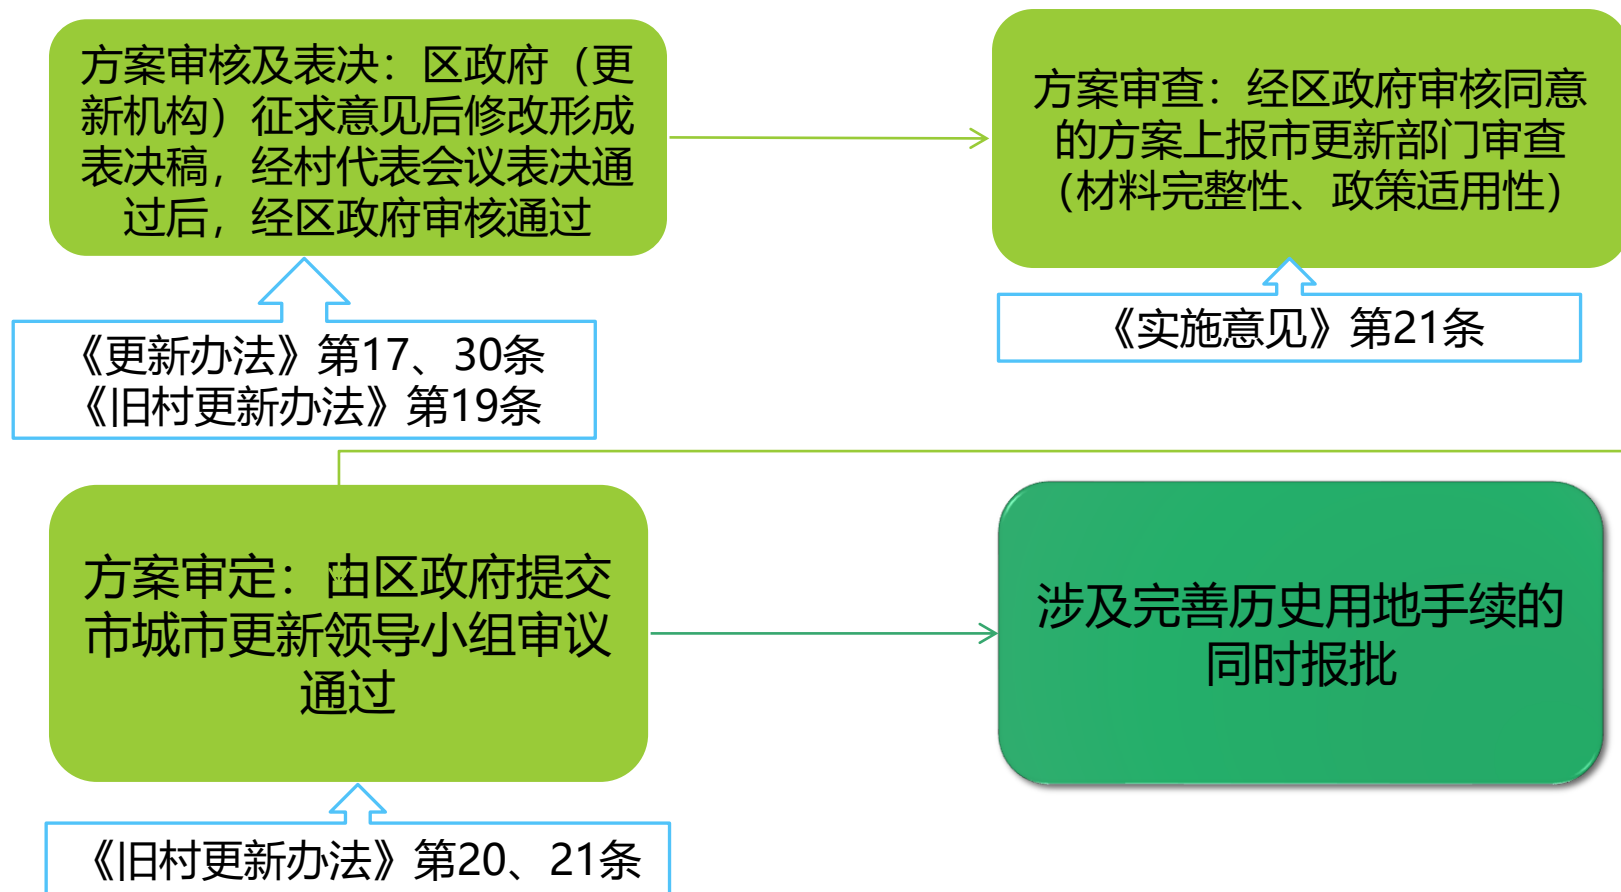 方案审核及表决：区政府（更
新机构）征求意见后修改形成
表决稿，经村代表会议表决通
过后，经区政府审核通过
《更新办法》第17、30条
《旧村更新办法》第19条
方案审查：经区政府审核同意
的方案上报市更新部门审查
（材料完整性、政策适用性）
《实施意见》第21条
方案审定：由区政府提交
市城市更新领导小组审议
通过
《旧村更新办法》第20、21条
涉及完善历史用地手续的
同时报批